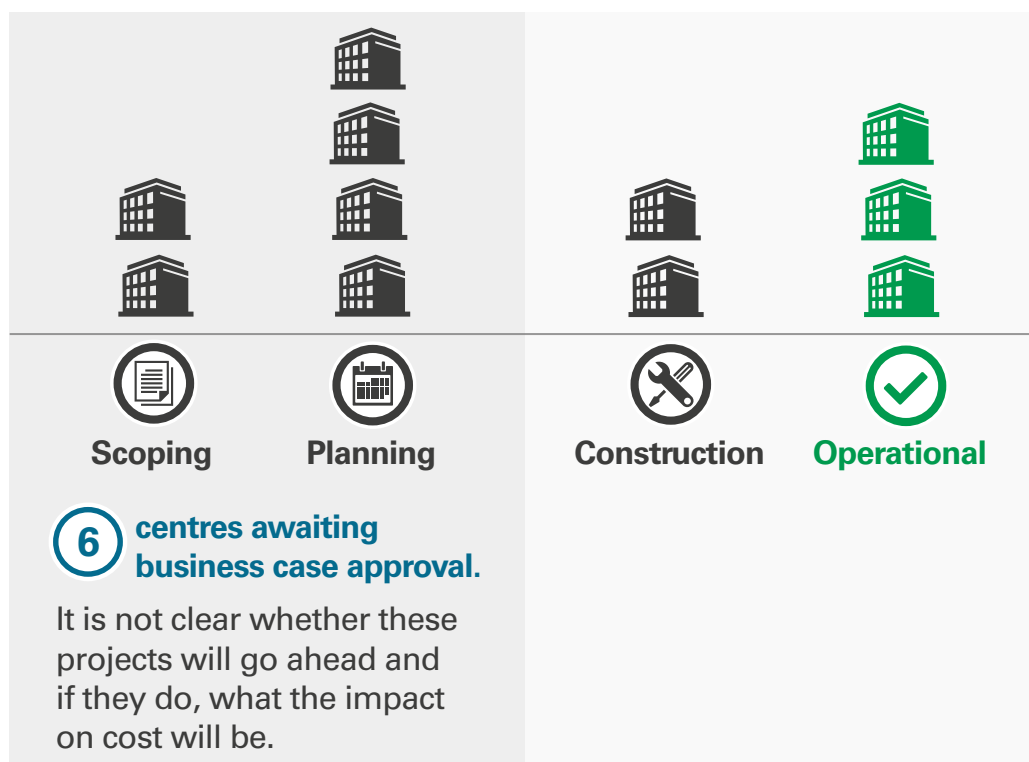 Scoping
Planning
Construction
Operational
6
centres awaiting
business case approval.
It is not clear whether these
projects will go ahead and
if they do, what the impact
on cost will be.